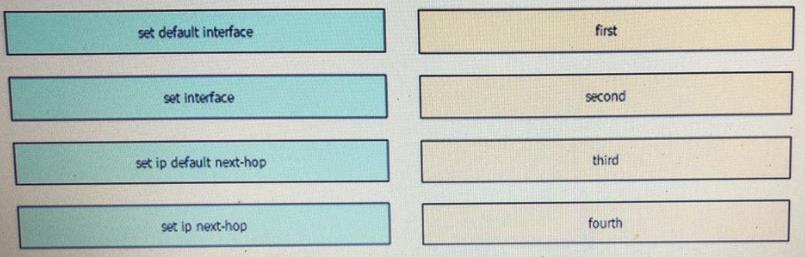 set default interface
first
set interface
second
set ip default next-hop
third
set ip next-hop
fourth